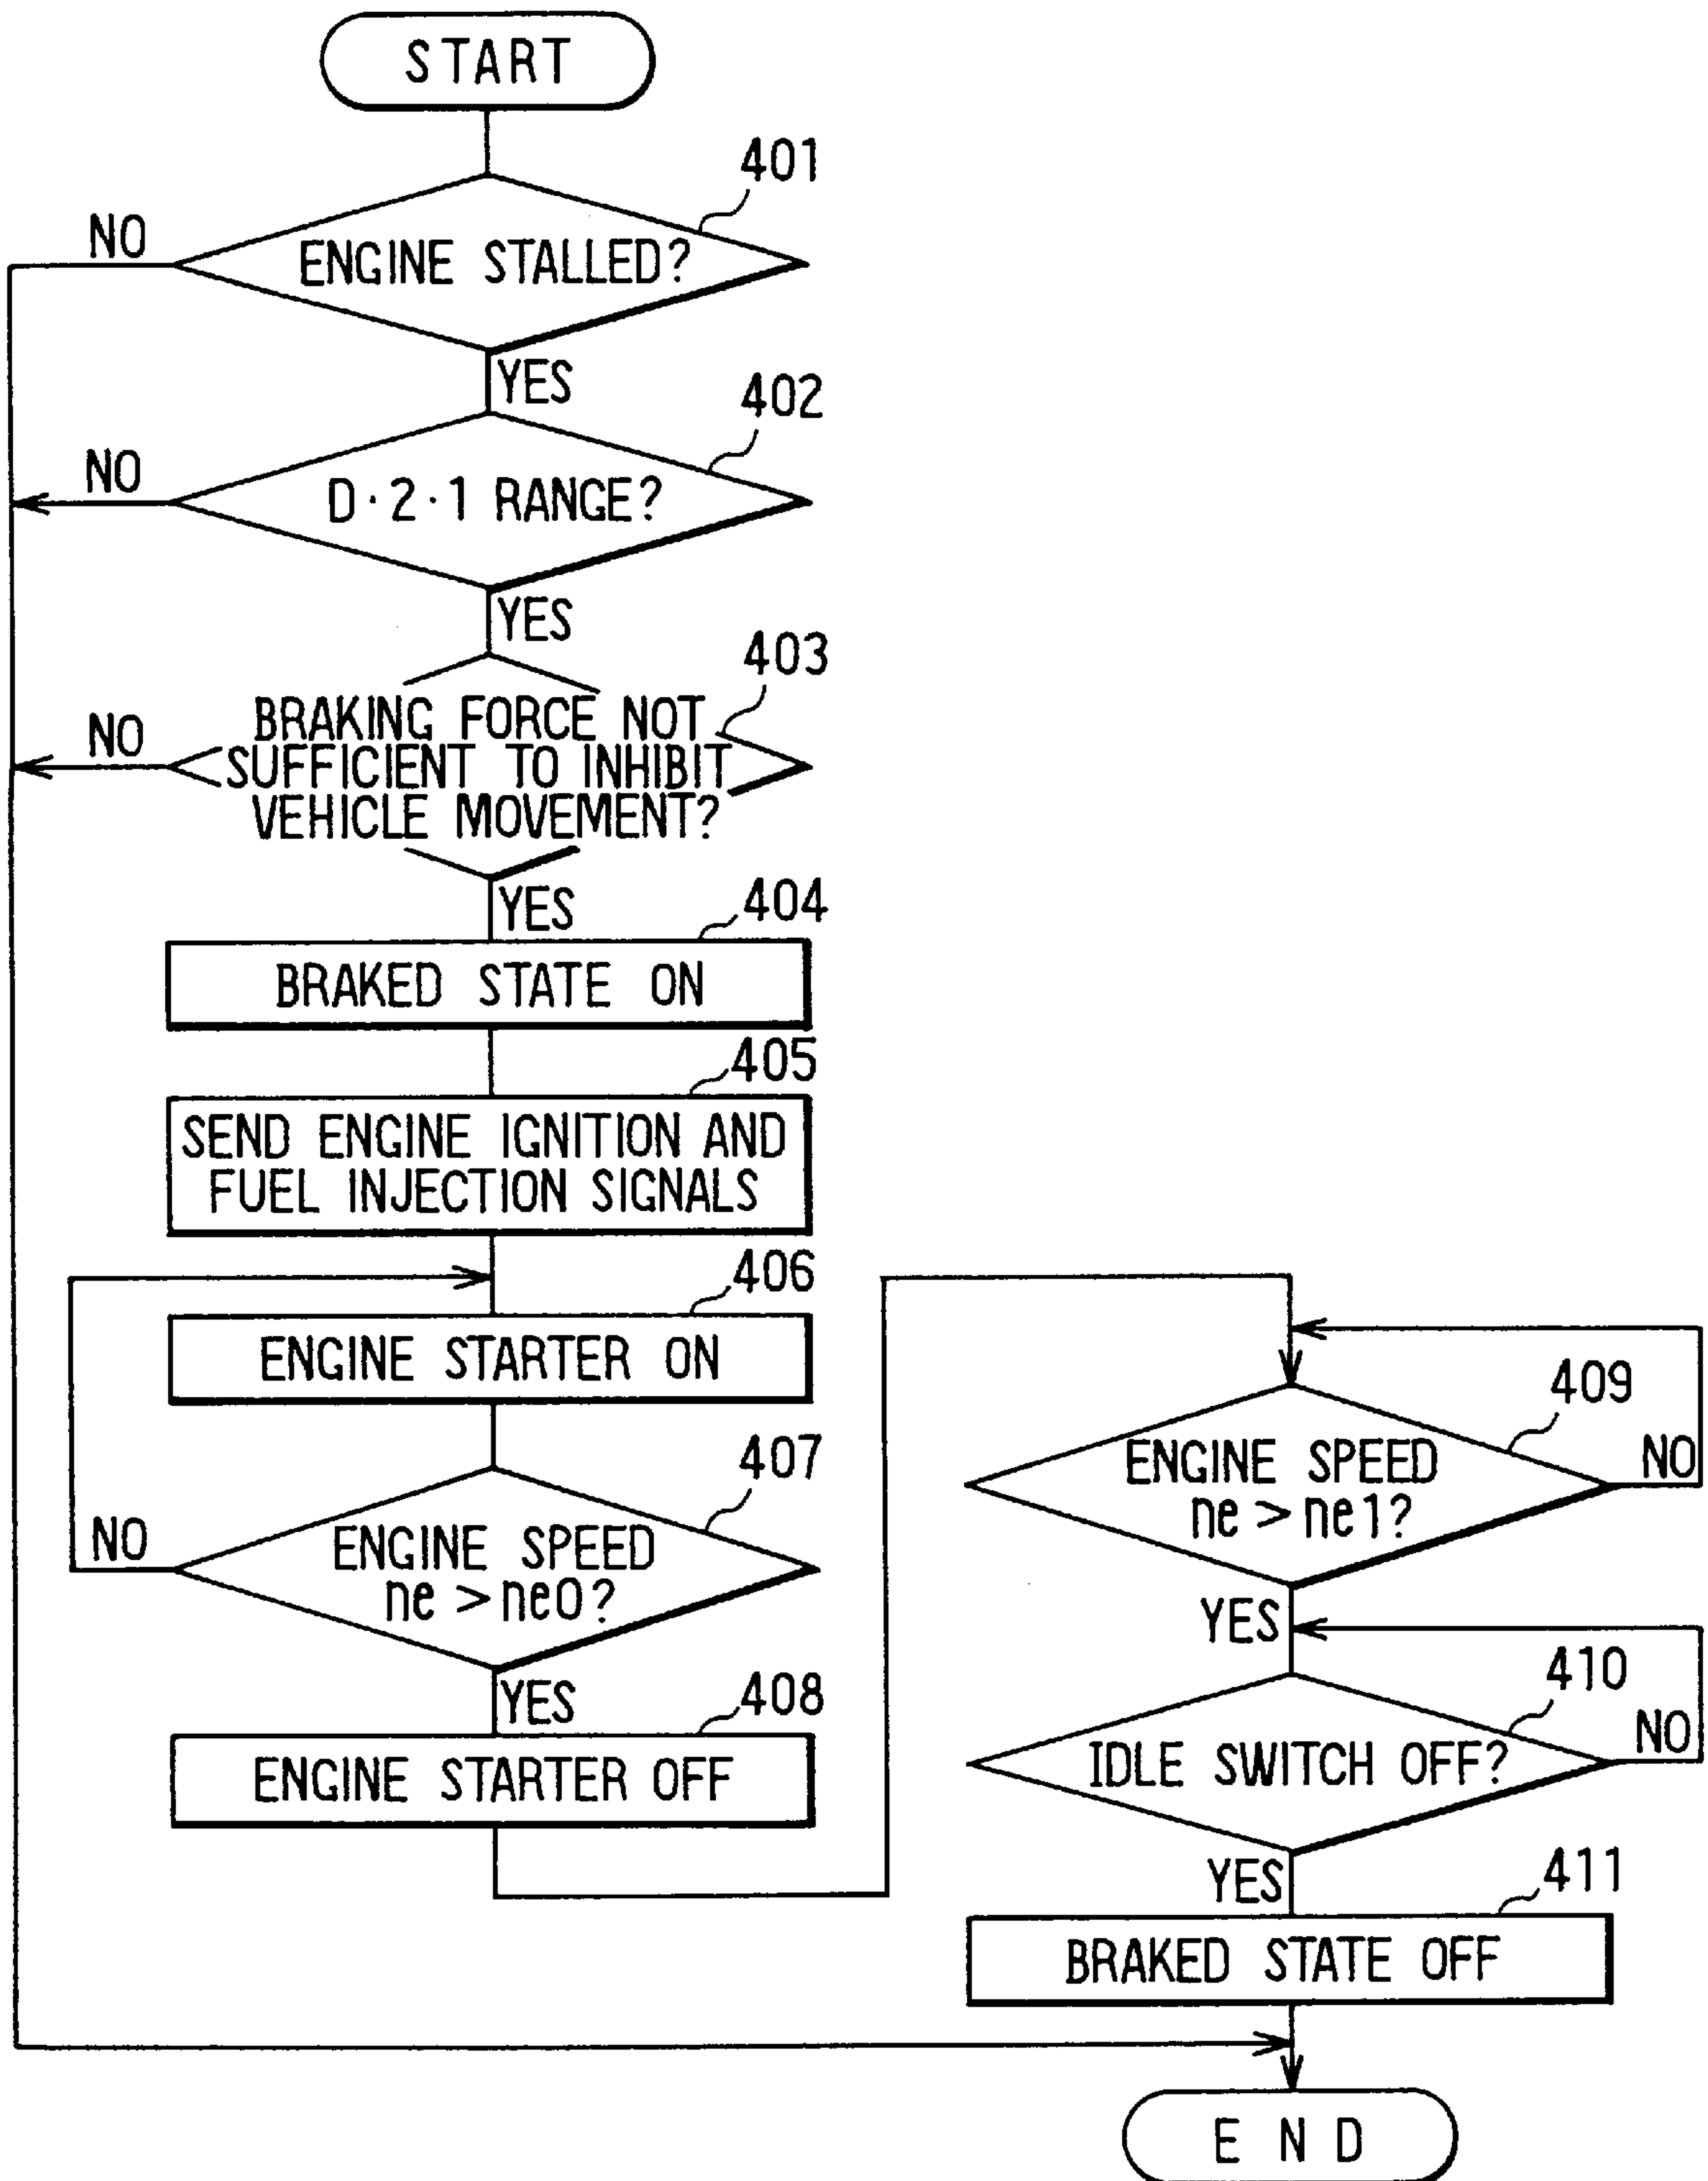 START
401
NO
ENGINE STALLED?
YES
402
NO
D·2·1 RANGE?
YES
403
NO
BRAKING FORCE NOT
SUFFICIENT TO INHIBIT
VEHICLE MOVEMENT?
YES
404
BRAKED STATE ON
405
SEND ENGINE IGNITION AND
FUEL INJECTION SIGNALS
406
ENGINE STARTER ON
407
NO
ENGINE SPEED
ne > ne0?
YES
408
ENGINE STARTER OFF
409
ENGINE SPEED
ne > ne1?
NO
YES
410
NO
IDLE SWITCH OFF?
YES
411
BRAKED STATE OFF
END